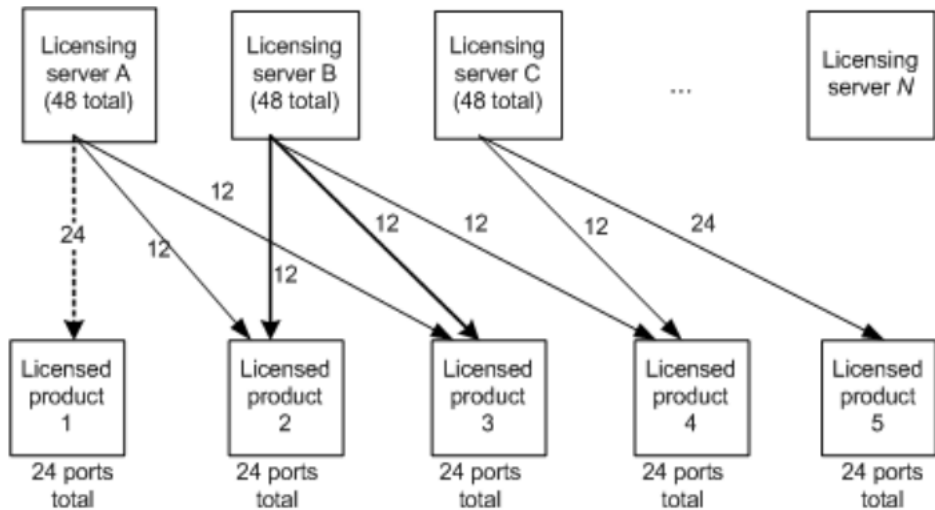 Licensing
server A
(48 total)
Licensing
server B
(48 total)
Licensing
server C
(48 total)
...
Licensing
server N
24
12
12
12
12
12
12
24
Licensed
product
1
Licensed
product
2
Licensed
product
3
Licensed
product
4
Licensed
product
5
24 ports
total
24 ports
total
24 ports
total
24 ports
total
24 ports
total